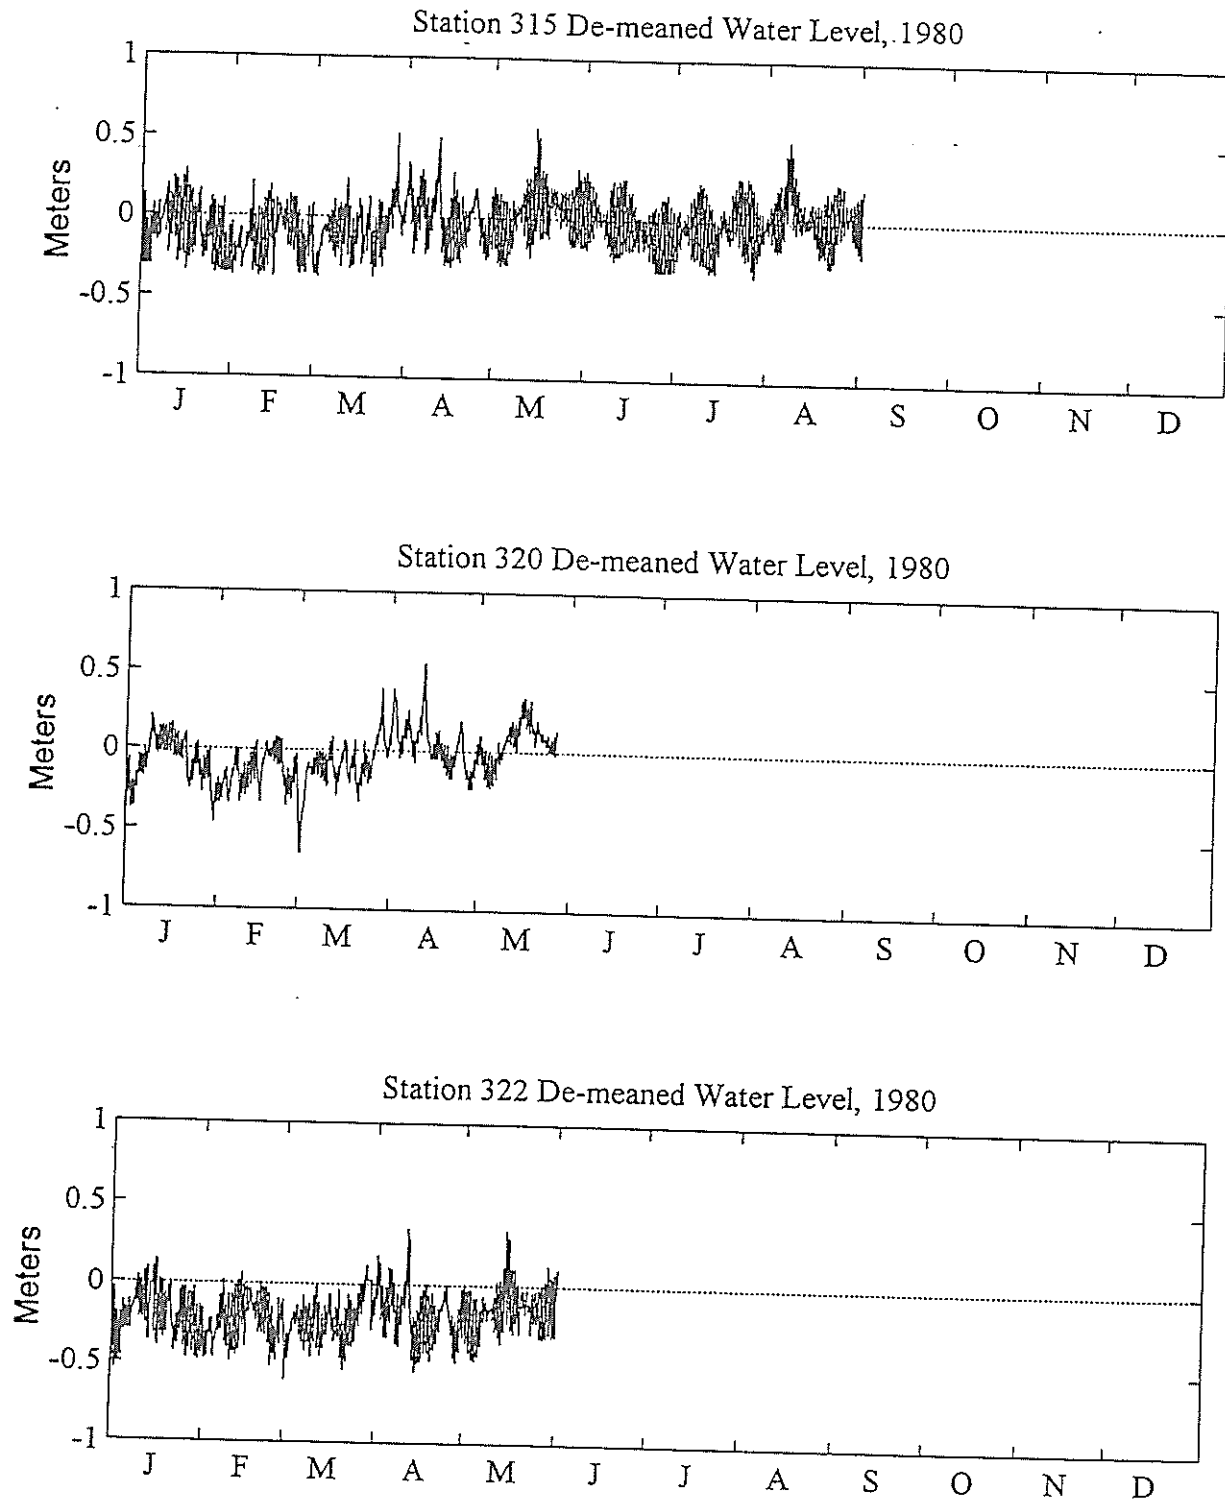 Station 315 De-meaned Water Level, 1980
1
0.5
0
-0.5
-1
Meters
J F M A M J J A S O N D
Station 320 De-meaned Water Level, 1980
1
0.5
0
-0.5
-1
Meters
J F M A M J J A S O N D
Station 322 De-meaned Water Level, 1980
1
0.5
0
-0.5
-1
Meters
J F M A M J J A S O N D